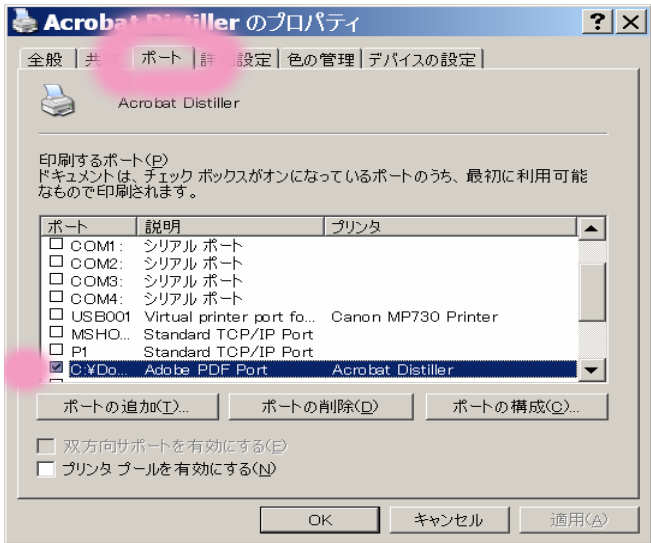 Acrobat Distiller のプロパティ
全般 共 ポート 詳 設定 色の管理 デバイスの設定
Acrobat Distiller
印刷するポート(P)
ドキュメントは、チェック ボックスがオンになっているポートのうち、最初に利用可能
なもので印刷されます。
ポート 説明 プリンタ
COM1: シリアル ポート
COM2: シリアル ポート
COM3: シリアル ポート
COM4: シリアル ポート
USB001 Virtual printer port fo... Canon MP730 Printer
MSHO... Standard TCP/IP Port
P1 Standard TCP/IP Port
C:¥Do... Adobe PDF Port Acrobat Distiller
ポートの追加(T)... ポートの削除(D) ポートの構成(C)...
双方向サポートを有効にする(E)
プリンタ プールを有効にする(N)
OK キャンセル 適用(A)